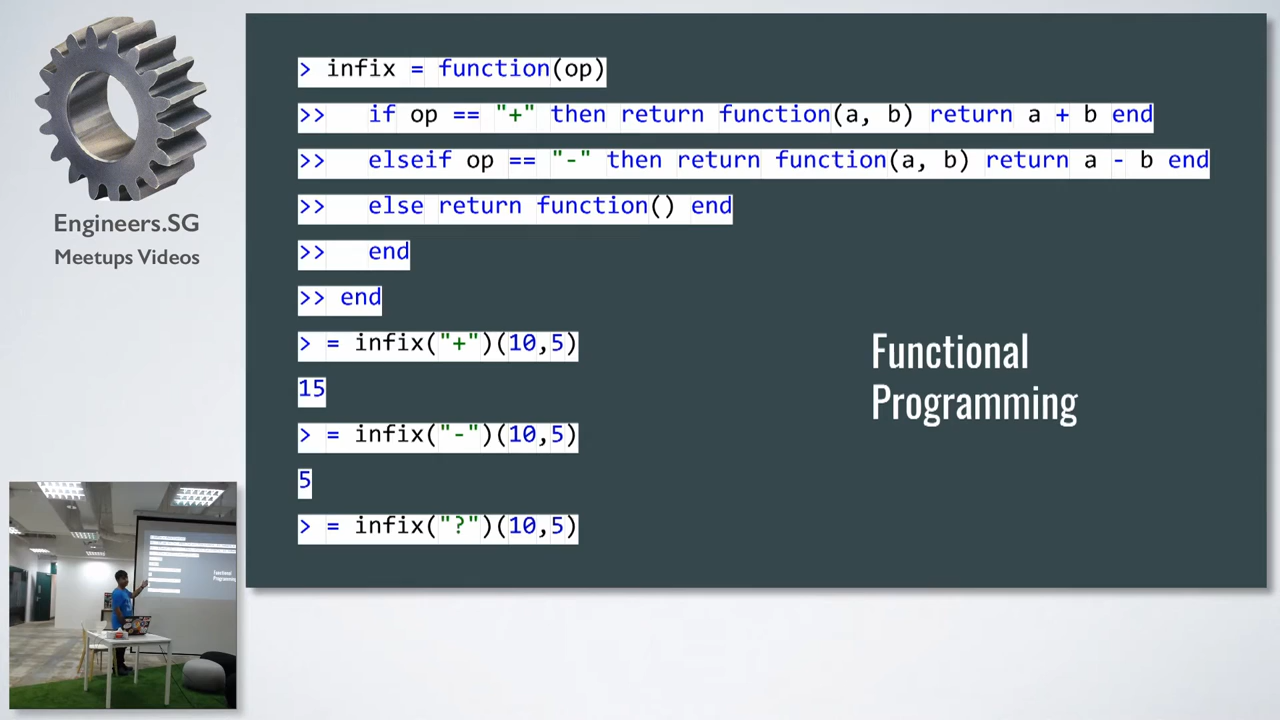 Engineers.SG
Meetups Videos
> infix = function(op)
>>   if op == "+" then return function(a, b) return a + b end
>>   elseif op == "-" then return function(a, b) return a - b end
>>   else return function() end
>>   end
>> end
> = infix("+")(10,5)
15
> = infix("-")(10,5)
5
> = infix("?")(10,5)
Functional
Programming
Functional
Programming